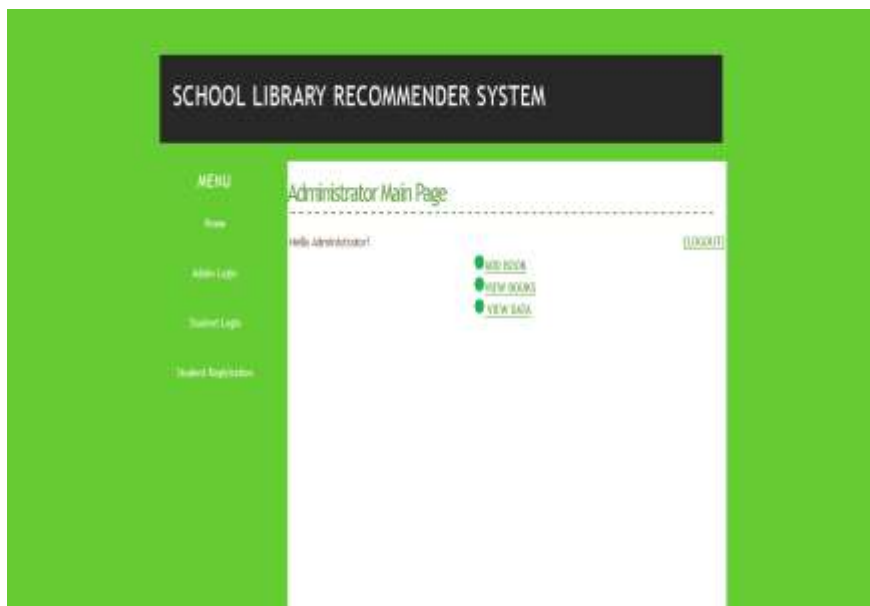 SCHOOL LIBRARY RECOMMENDER SYSTEM
MENU
Home
Admin Login
Student Login
Student Registration
Administrator Main Page
Hello Administrator!
[LOGOUT]
ADD BOOK
VIEW BOOKS
VIEW DATA